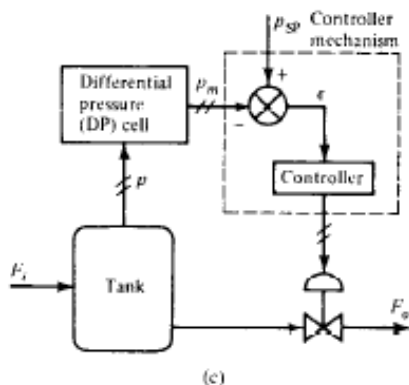 p_sp
Controller
mechanism
+
Differential
pressure
(DP) cell
p_m
−
ϵ
Controller
p
F_i
Tank
F_o
(c)